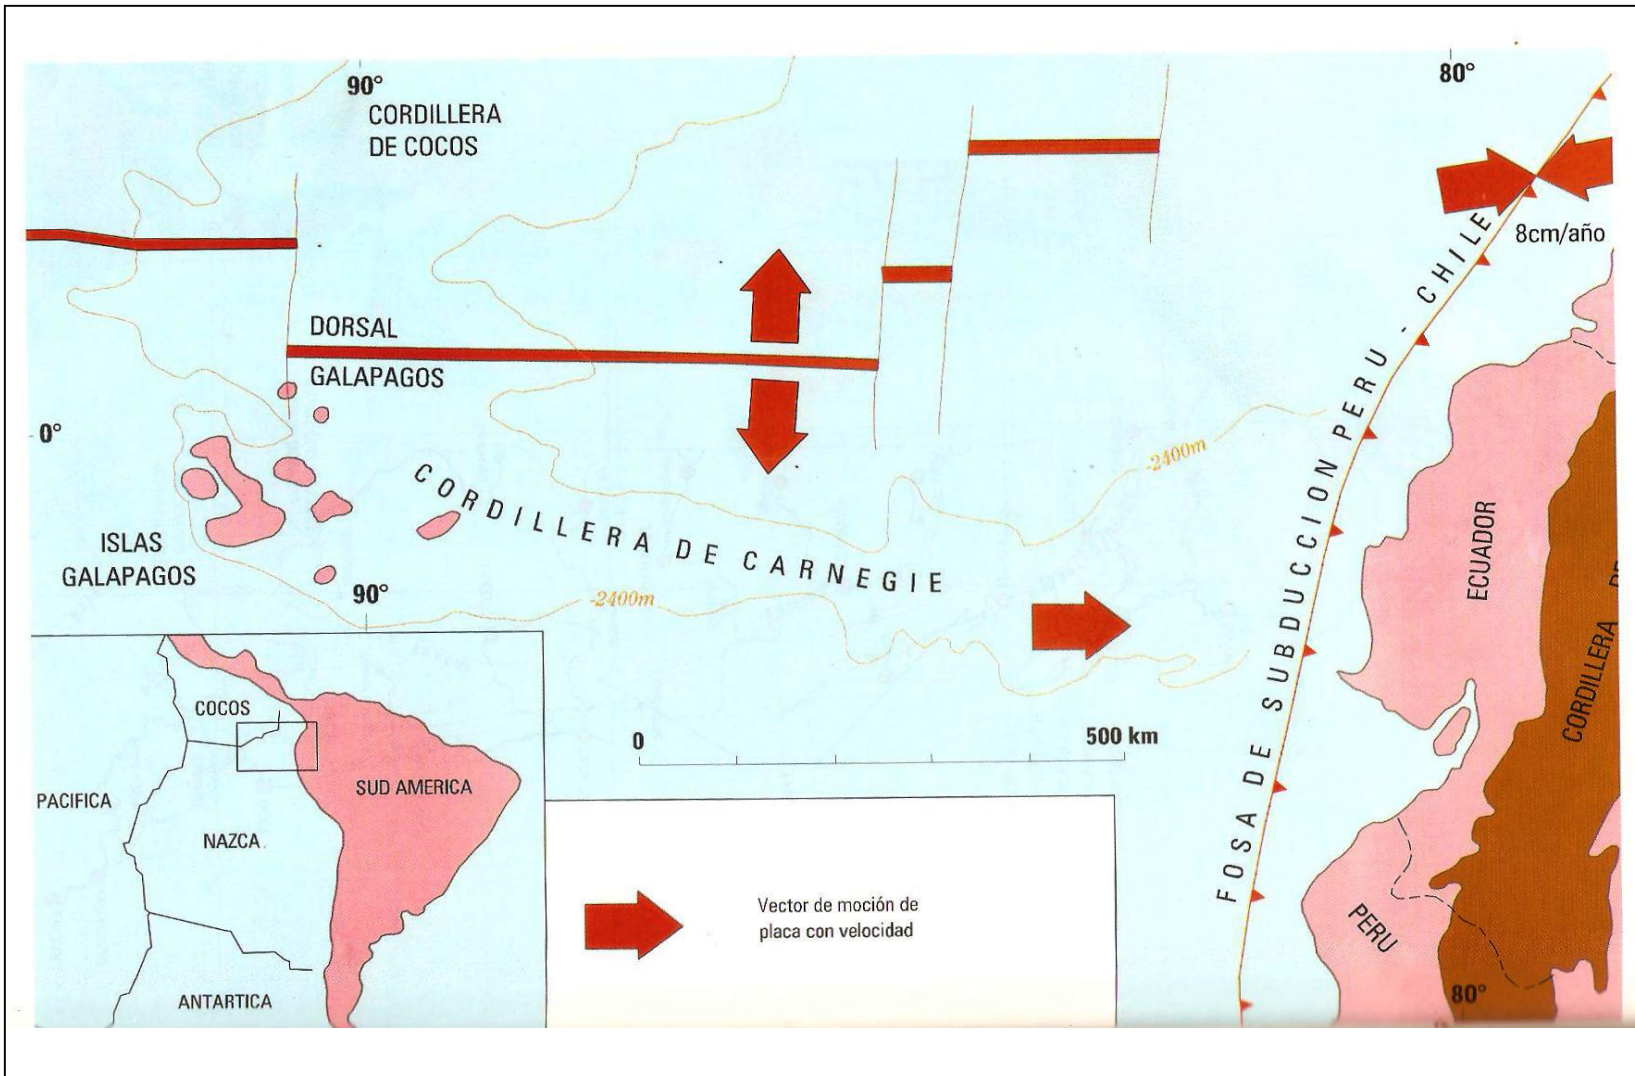 90°
CORDILLERA
DE COCOS
80°
8cm/año
DORSAL
GALAPAGOS
0°
-2400m
CORDILLERA DE CARNEGIE
ISLAS
GALAPAGOS
90°
-2400m
FOSA DE SUBDUCCION PERU - CHILE
ECUADOR
CORDILLERA
0
500 km
COCOS
PACIFICA
SUD AMERICA
NAZCA
ANTARTICA
Vector de moción de
placa con velocidad
PERU
80°